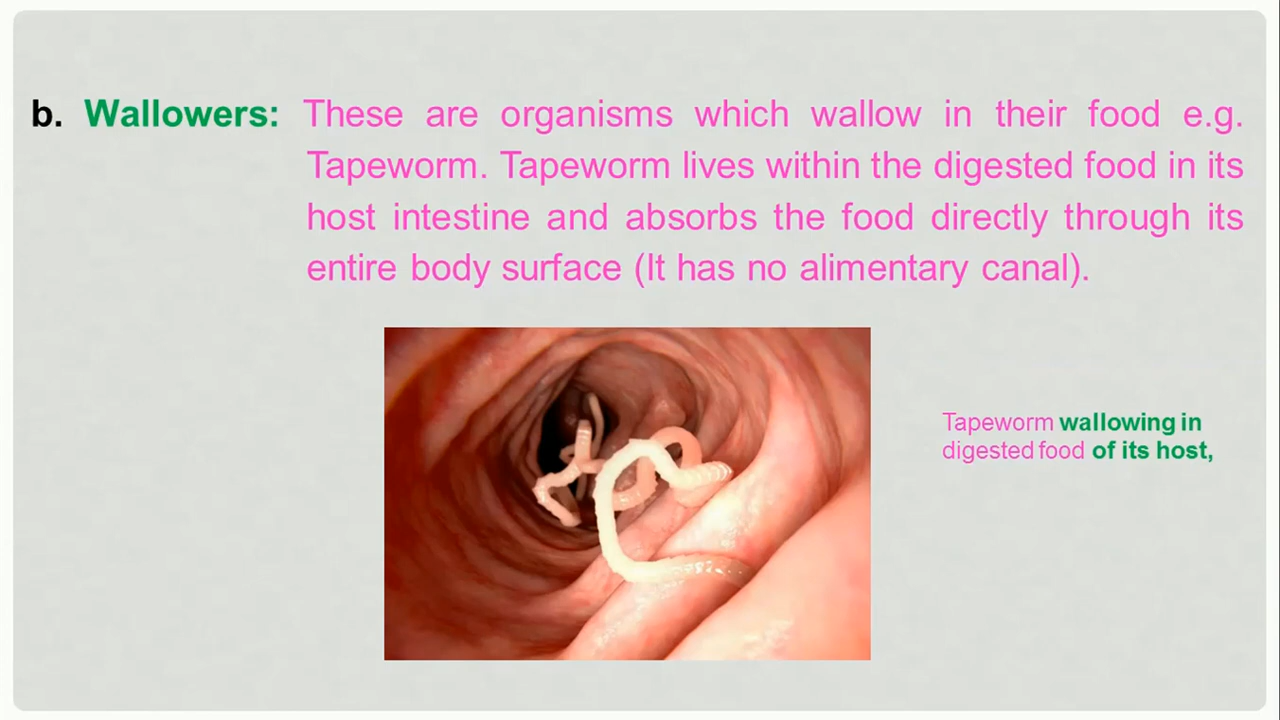 b. Wallowers: These are organisms which wallow in their food e.g.
Tapeworm. Tapeworm lives within the digested food in its
host intestine and absorbs the food directly through its
entire body surface (It has no alimentary canal).
Tapeworm wallowing in
digested food of its host,